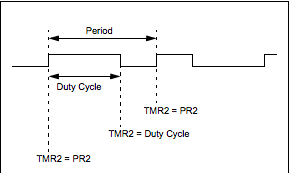 Period
Duty Cycle
TMR2 = PR2
TMR2 = Duty Cycle
TMR2 = PR2